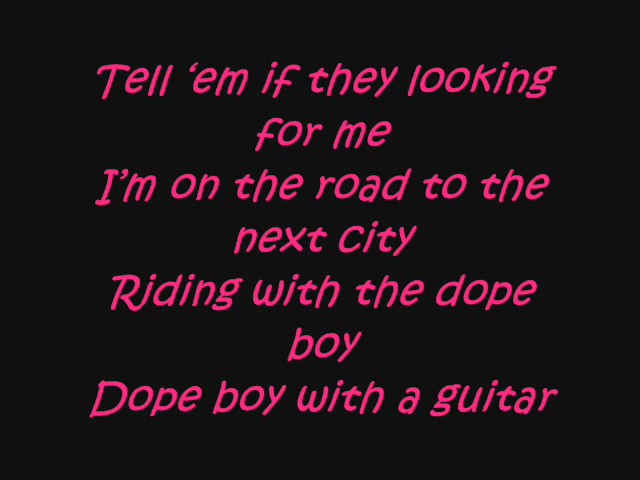 Tell ‘em if they looking
for me
I’m on the road to the
next city
Riding with the dope
boy
Dope boy with a guitar